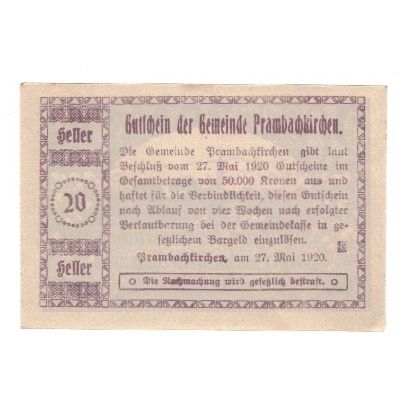 Heller
20
Heller
Gutschein der Gemeinde Prambachkirchen.
Die Gemeinde Prambachkirchen gibt laut
Beschluß vom 27. Mai 1920 Gutscheine im
Gesamtbetrage von 50.000 Kronen aus und
haftet für die Verbindlichkeit, diesen Gutschein
nach Ablauf von vier Wochen nach erfolgter
Verlautborung bei der Gemeindekasse in ge-
setzlichem Bargeld einzulösen.
Prambachkirchen, am 27. Mai 1920.
Die Nachmachung wird gesetzlich bestraft.